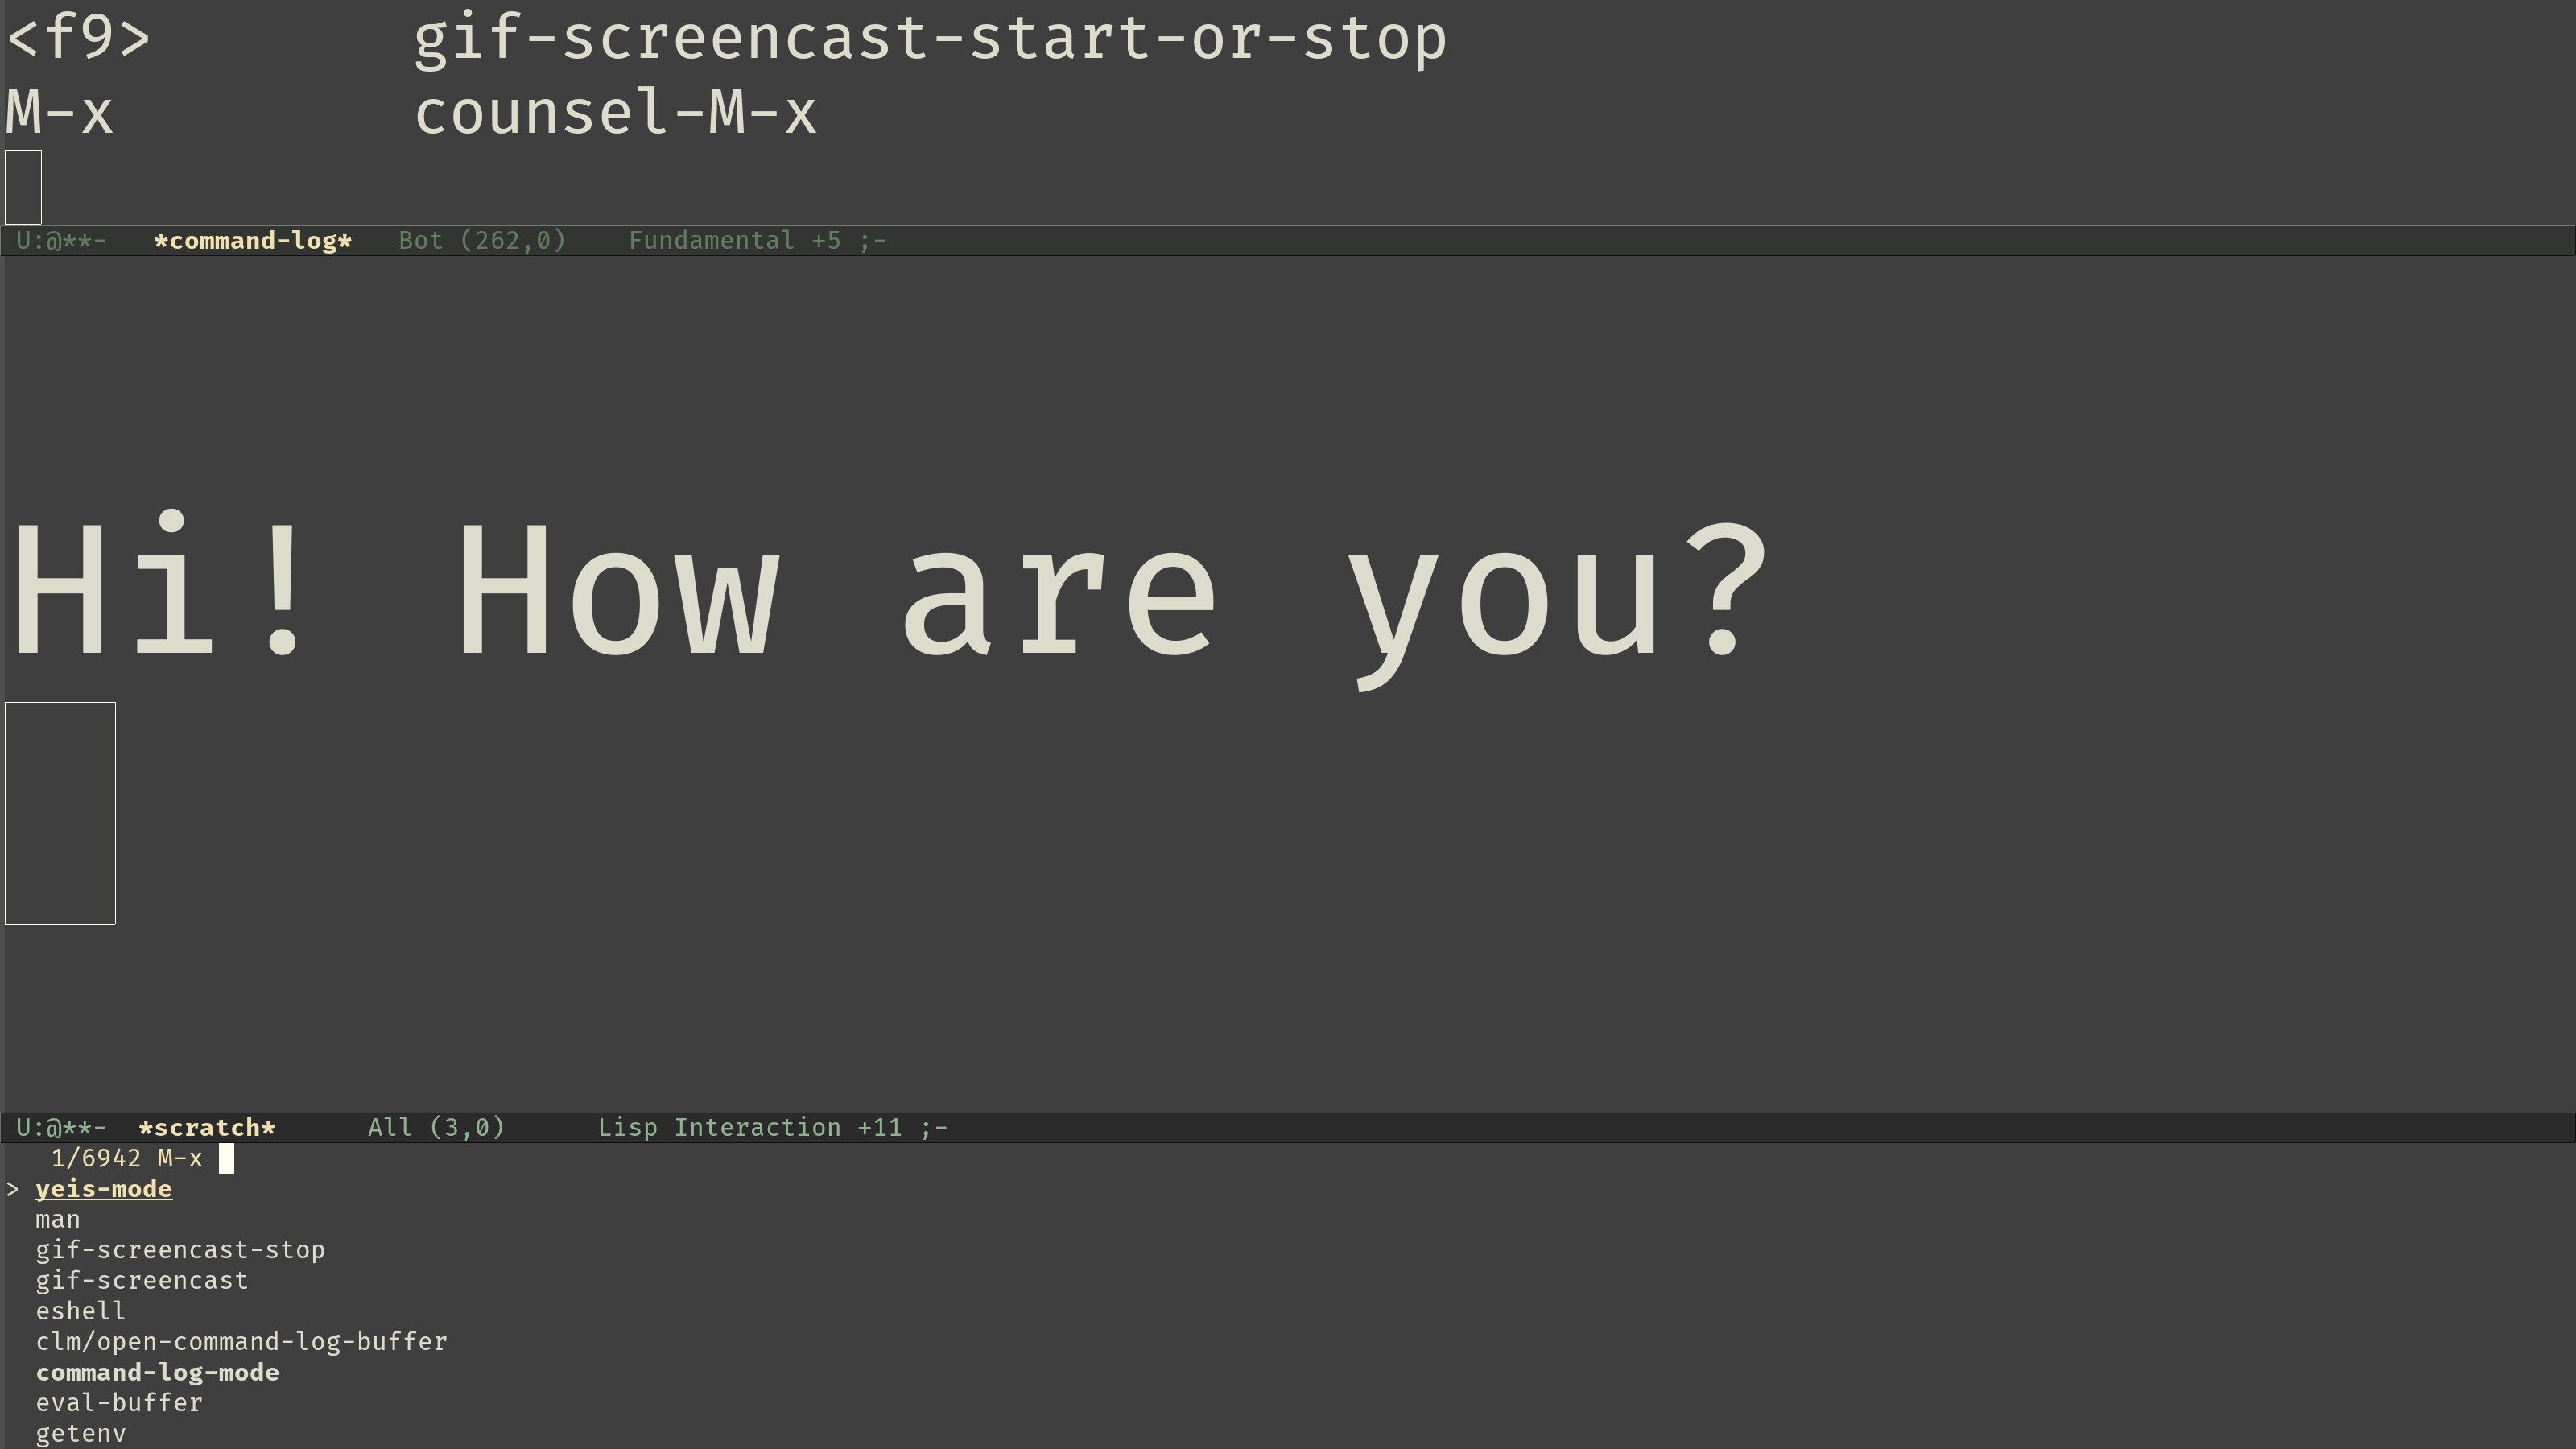 <f9>             gif-screencast-start-or-stop
M-x              counsel-M-x
U:@**-   *command-log*   Bot (262,0)    Fundamental +5 ;-
Hi! How are you?
U:@**-  *scratch*      All (3,0)      Lisp Interaction +11 ;-
1/6942 M-x
> yeis-mode
man
gif-screencast-stop
gif-screencast
eshell
clm/open-command-log-buffer
command-log-mode
eval-buffer
getenv